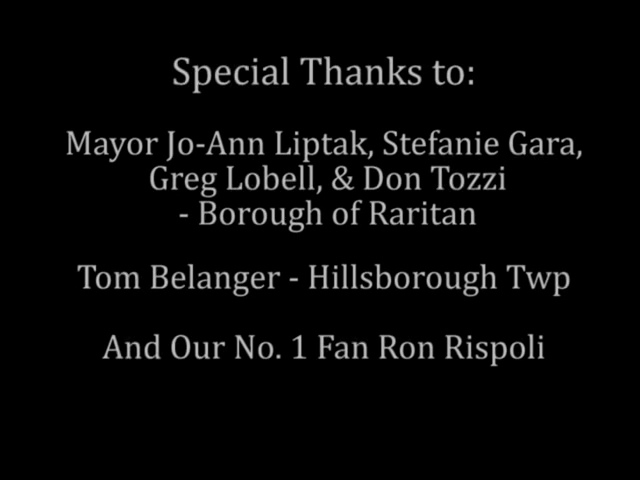 Special Thanks to:
Mayor Jo-Ann Liptak, Stefanie Gara,
Greg Lobell, & Don Tozzi
- Borough of Raritan
Tom Belanger - Hillsborough Twp
And Our No. 1 Fan Ron Rispoli